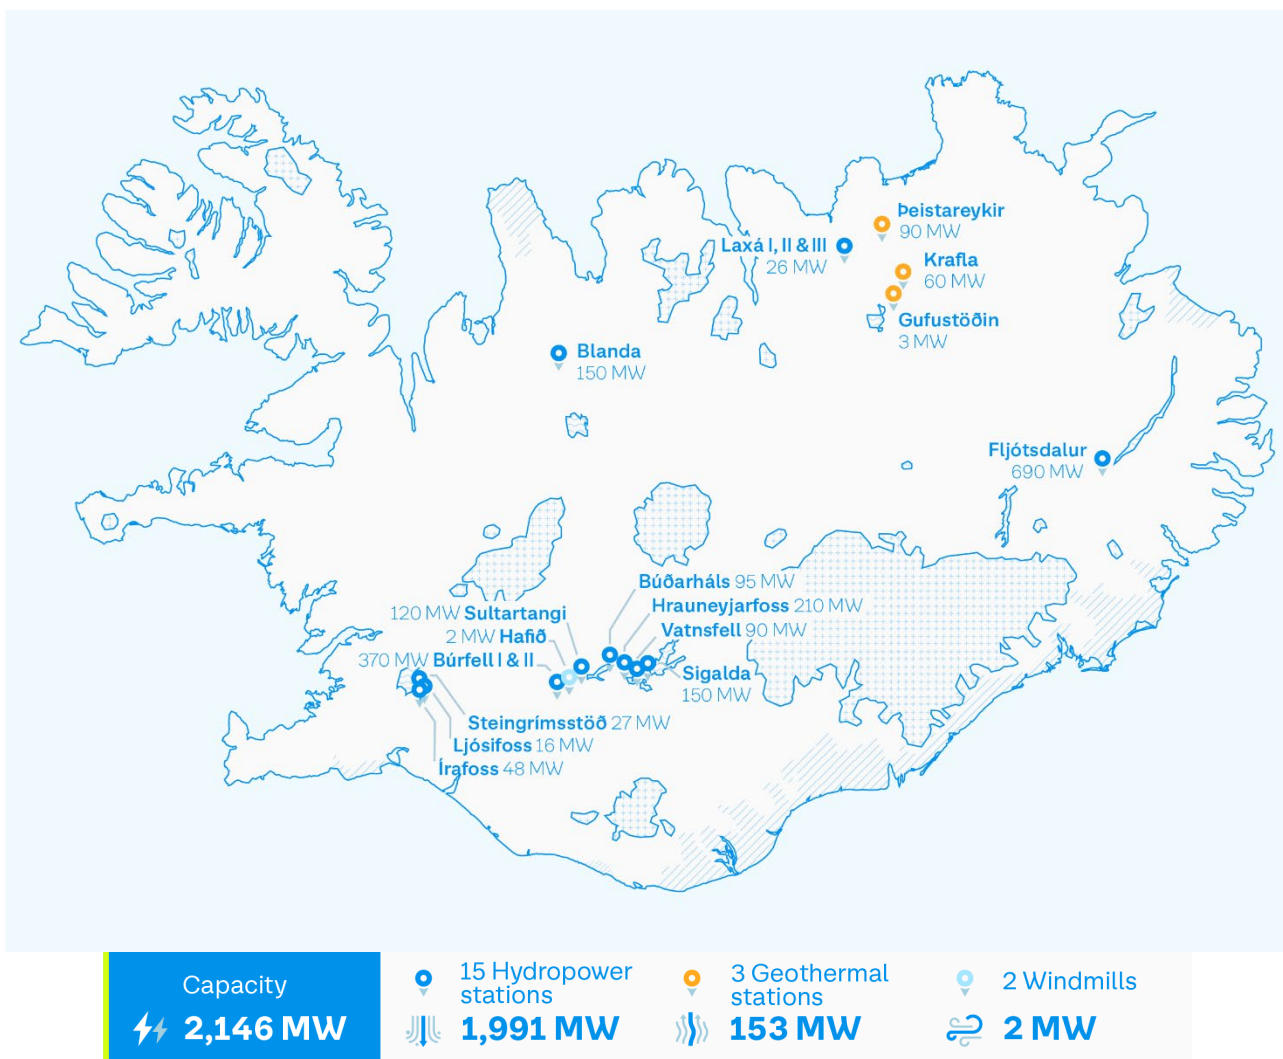 Þeistareykir
90 MW
Laxá I, II & III
26 MW
Krafla
60 MW
Gufustöðin
3 MW
Blanda
150 MW
Fljótsdalur
690 MW
Búðarháls 95 MW
Hrauneyjarfoss 210 MW
120 MW Sultartangi
Vatnsfell 90 MW
2 MW Hafið
370 MW Búrfell I & II
Sigalda
150 MW
Steingrímsstöð 27 MW
Ljósifoss 16 MW
Írafoss 48 MW
Capacity
2,146 MW
15 Hydropower
stations
1,991 MW
3 Geothermal
stations
153 MW
2 Windmills
2 MW